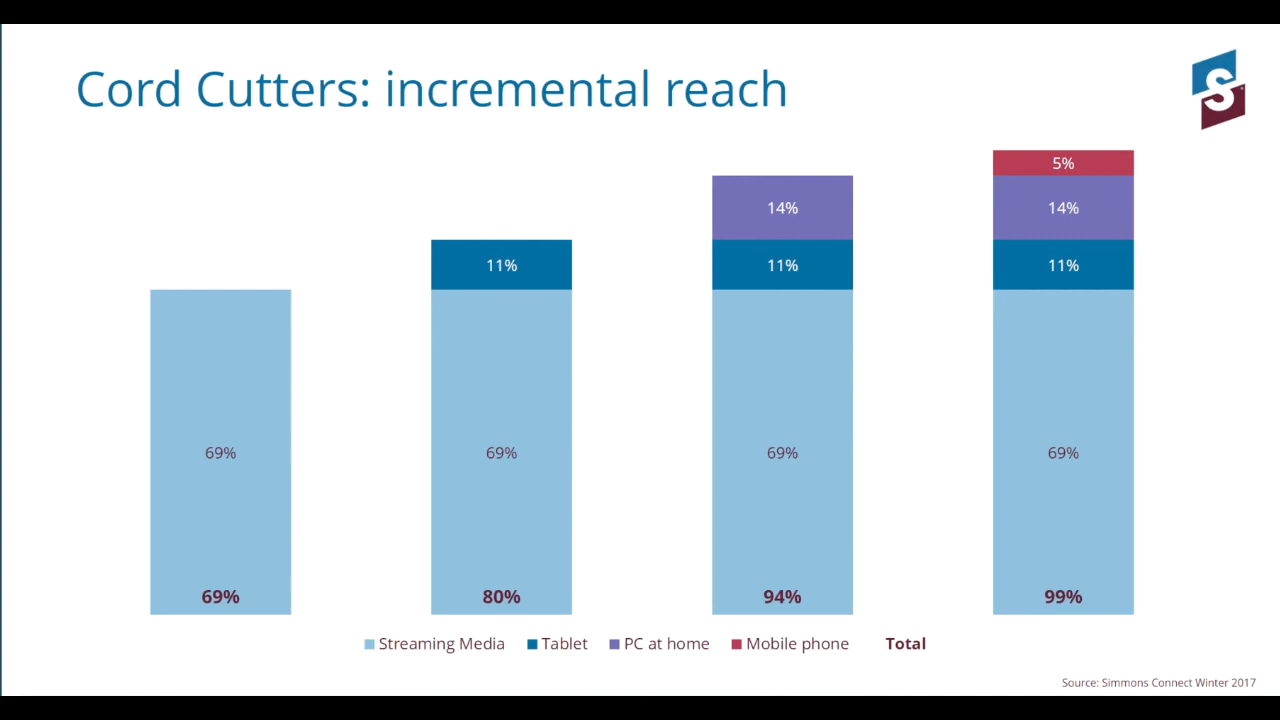 Cord Cutters: incremental reach
S
5%
14%
14%
11%
11%
11%
69%
69%
69%
69%
69%
80%
94%
99%
Streaming Media
Tablet
PC at home
Mobile phone
Total
Source: Simmons Connect Winter 2017